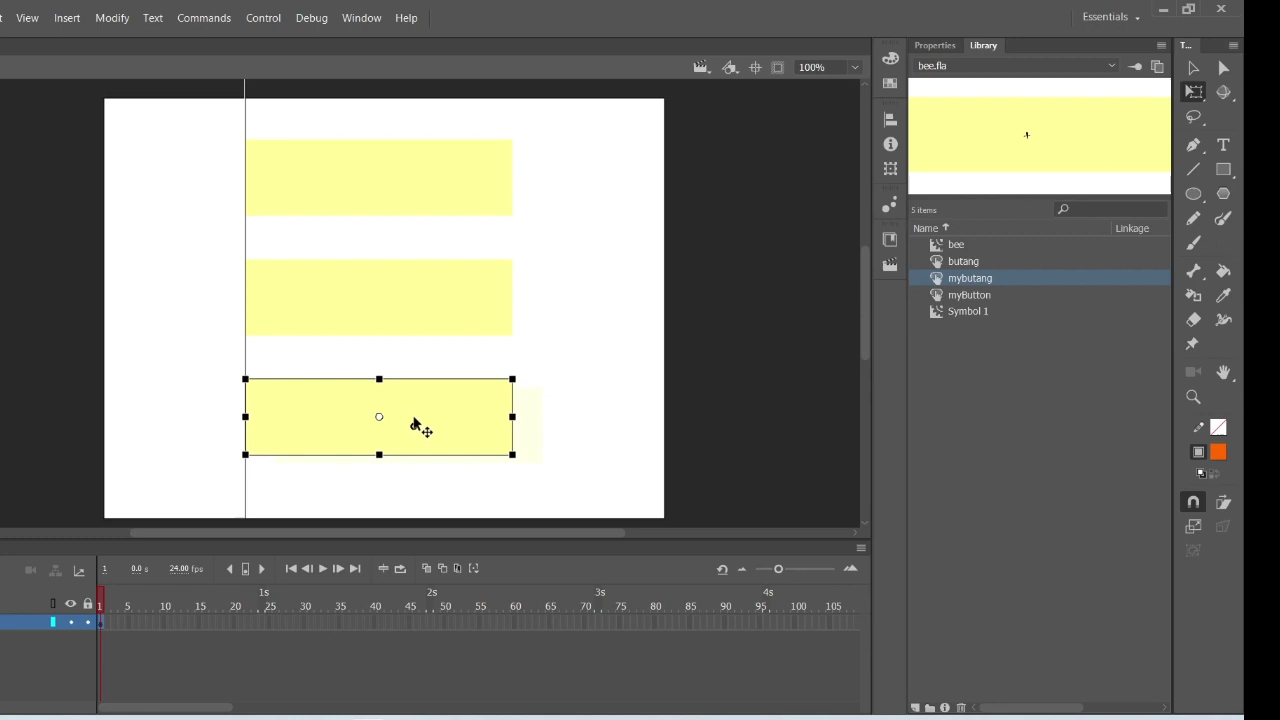 View Insert Modify Text Commands Control Debug Window Help Essentials
100%
Properties Library T...
bee.fla
5 items
Name Linkage
bee
butang
mybutang
myButton
Symbol 1
1 0.0 s 24.00 fps
1s 2s 3s 4s
1 5 10 15 20 25 30 35 40 45 50 55 60 65 70 75 80 85 90 95 100 105